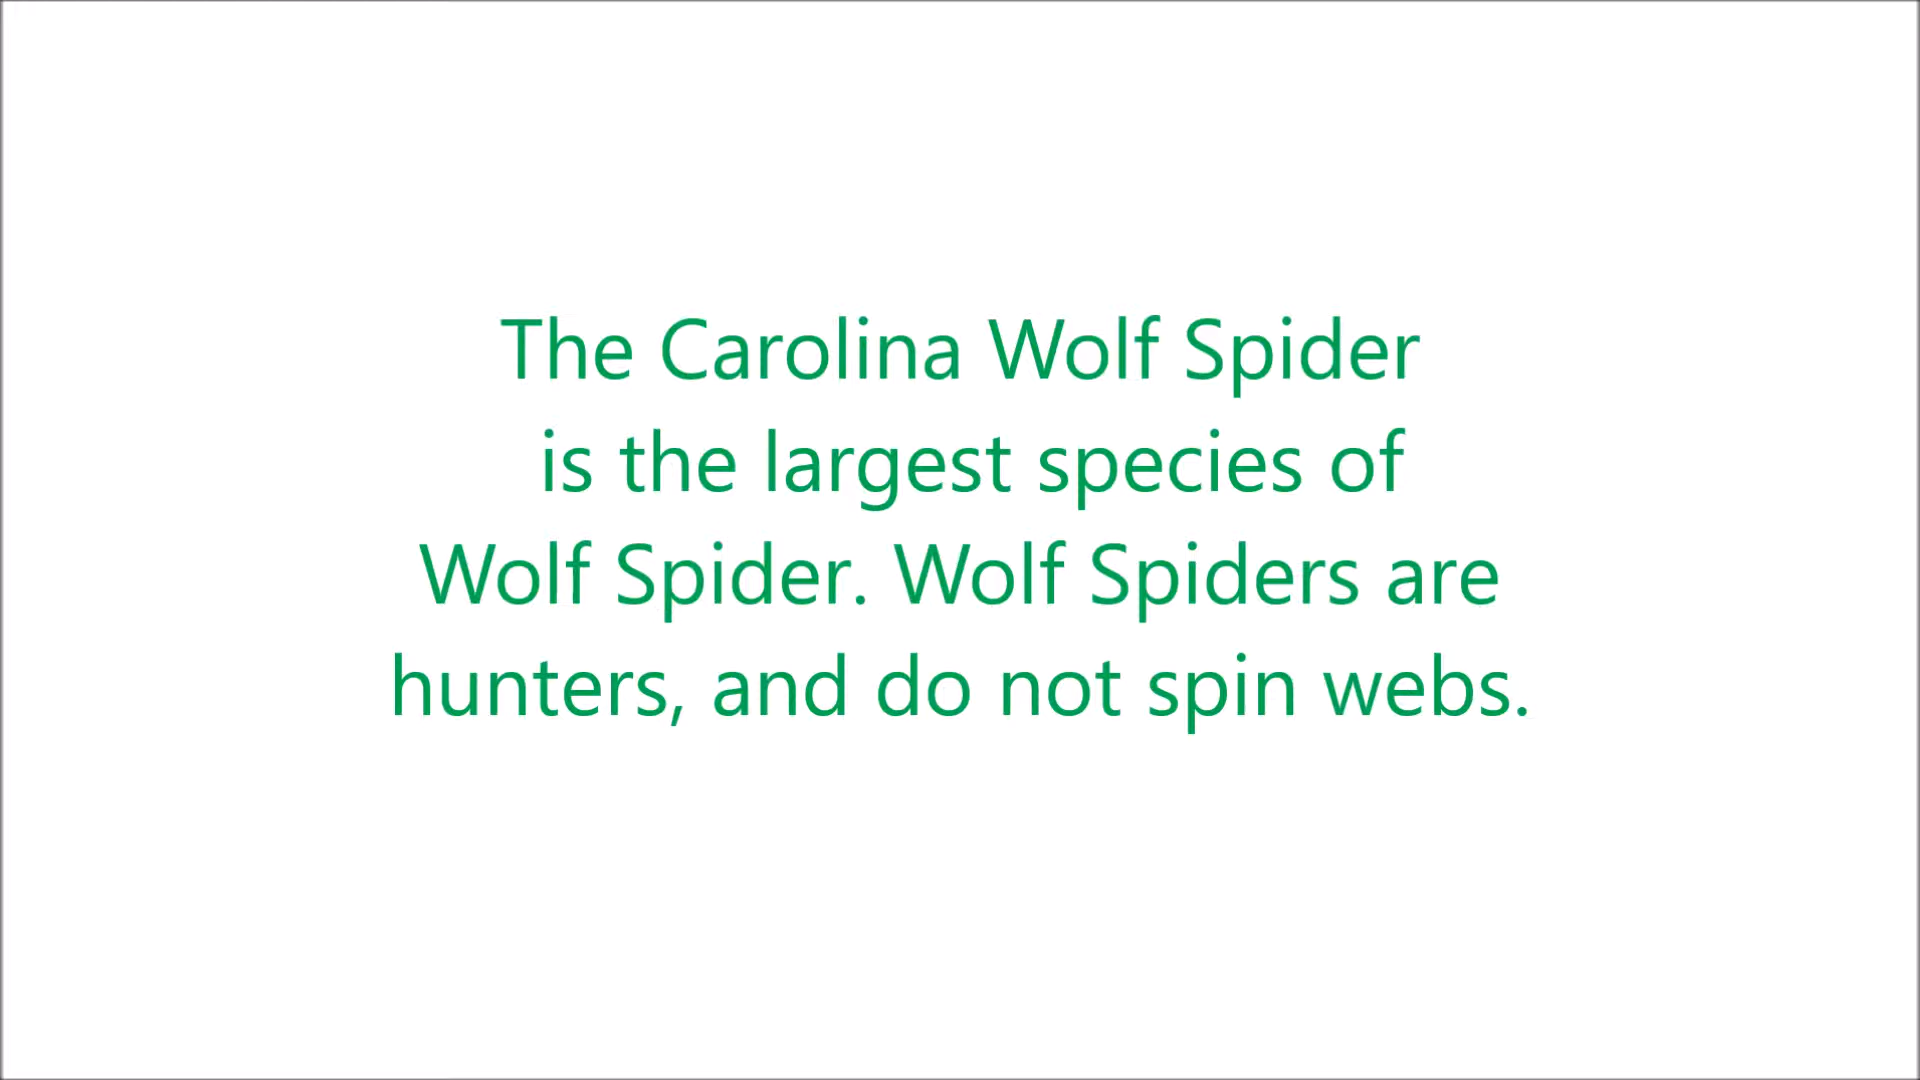 The Carolina Wolf Spider
is the largest species of
Wolf Spider. Wolf Spiders are
hunters, and do not spin webs.